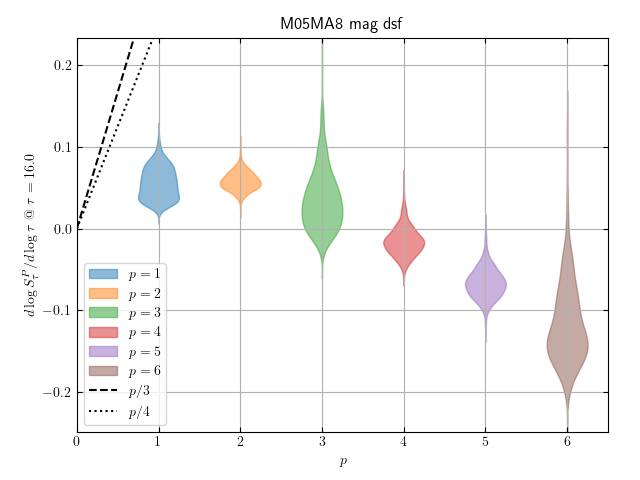 M05MA8 mag dsf
d log S_τ^p / d log τ @ τ = 16.0
0.2
0.1
0.0
−0.1
−0.2
p = 1
p = 2
p = 3
p = 4
p = 5
p = 6
p/3
p/4
0 1 2 3 4 5 6
p